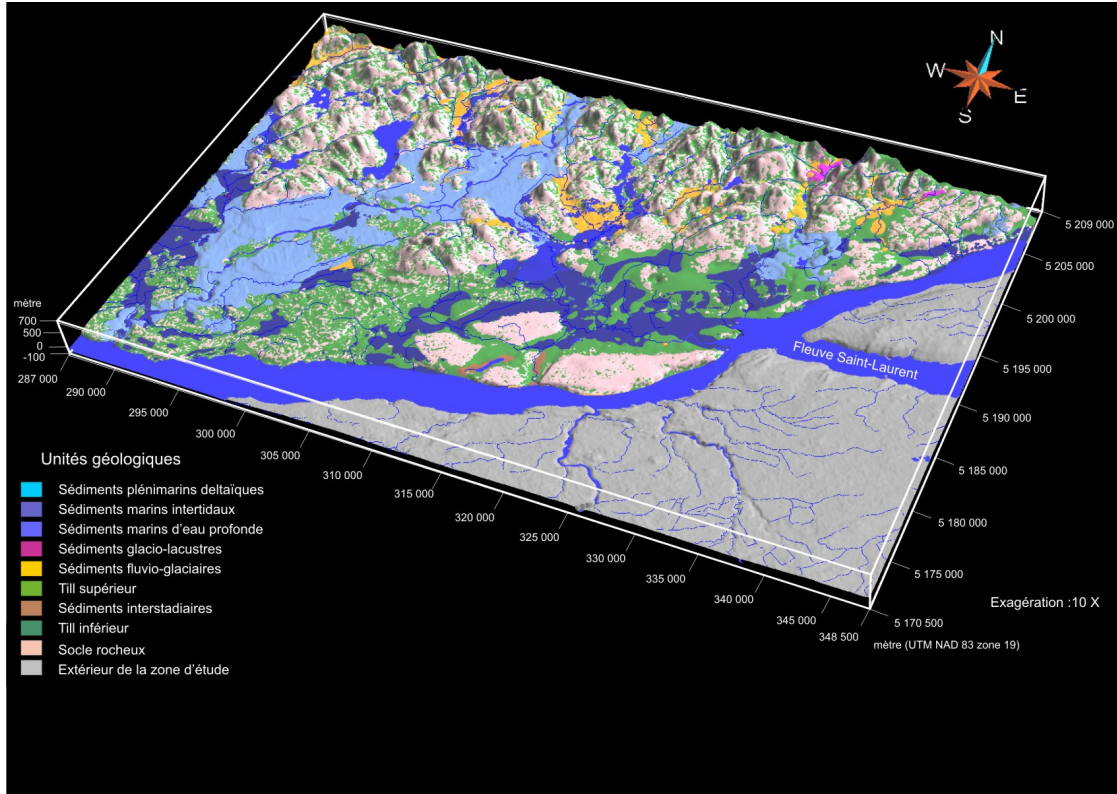 N
W
E
S
5 209 000
5 205 000
5 200 000
5 195 000
5 190 000
5 185 000
5 180 000
5 175 000
5 170 500
Fleuve Saint-Laurent
mètre
700
500
0
-100
287 000
290 000
295 000
300 000
305 000
310 000
315 000
320 000
325 000
330 000
335 000
340 000
345 000
348 500
mètre (UTM NAD 83 zone 19)
Exagération :10 X
Unités géologiques
Sédiments plénimarins deltaïques
Sédiments marins intertidaux
Sédiments marins d'eau profonde
Sédiments glacio-lacustres
Sédiments fluvio-glaciaires
Till supérieur
Sédiments interstadiaires
Till inférieur
Socle rocheux
Extérieur de la zone d'étude